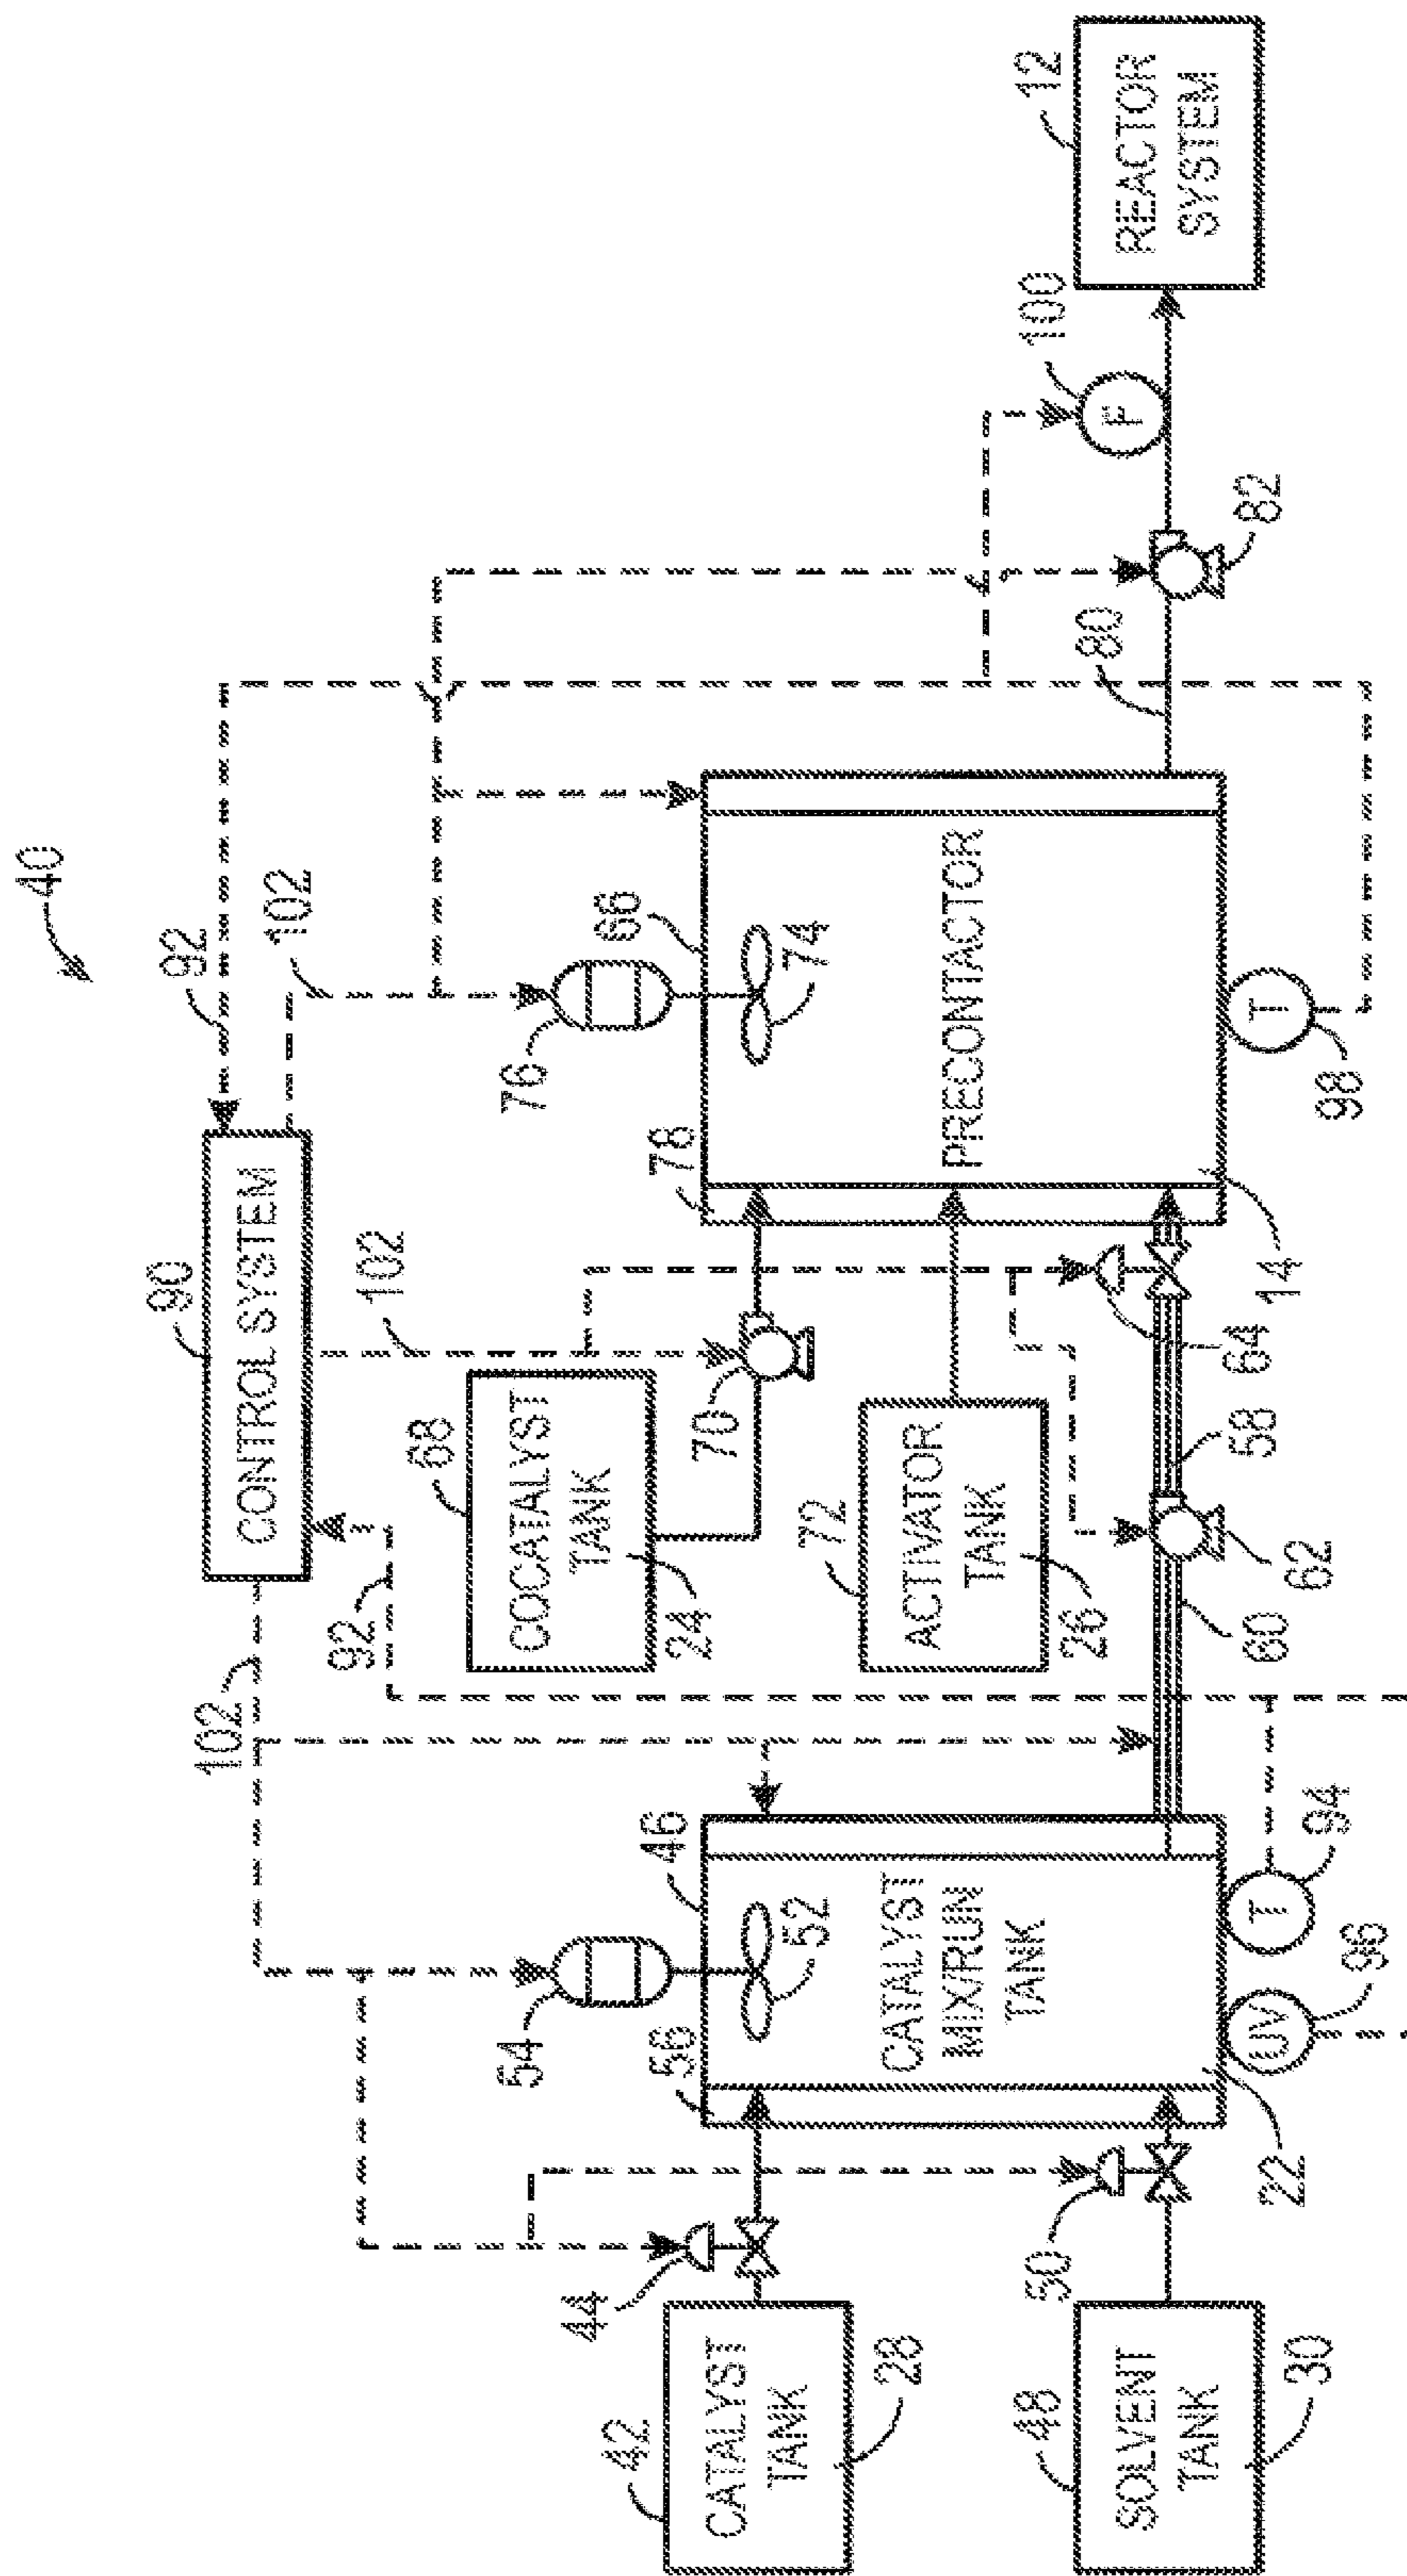 40
92
90
CONTROL SYSTEM
102
102
102
92
54
76
44
56
46
52
68
COCATALYST
TANK
24
70
78
66
74
42
CATALYST
TANK
28
CATALYST
MIX/RUN
TANK
72
ACTIVATOR
TANK
26
PRECONTACTOR
64
58
80
100
F
12
REACTOR
SYSTEM
48
SOLVENT
TANK
30
50
22
UV
96
T
94
60
62
14
T
98
82